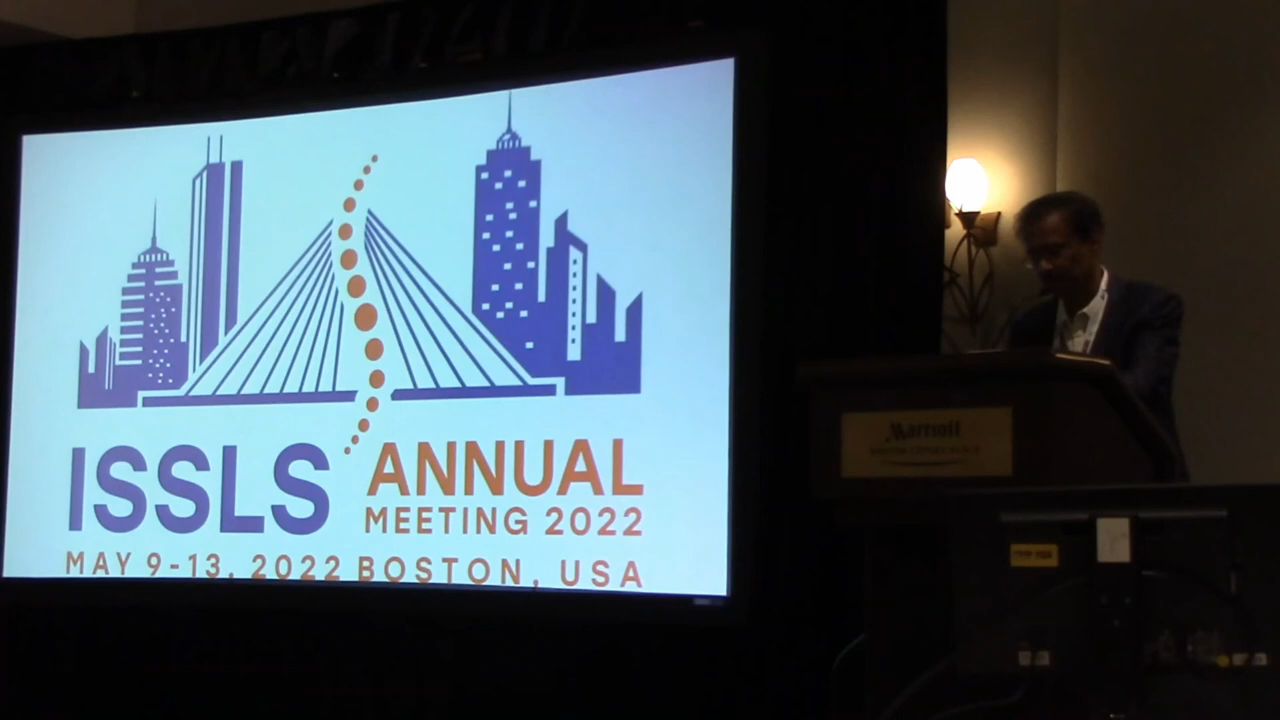 ISSLS ANNUAL
MEETING 2022
MAY 9-13, 2022 BOSTON, USA
Marriott